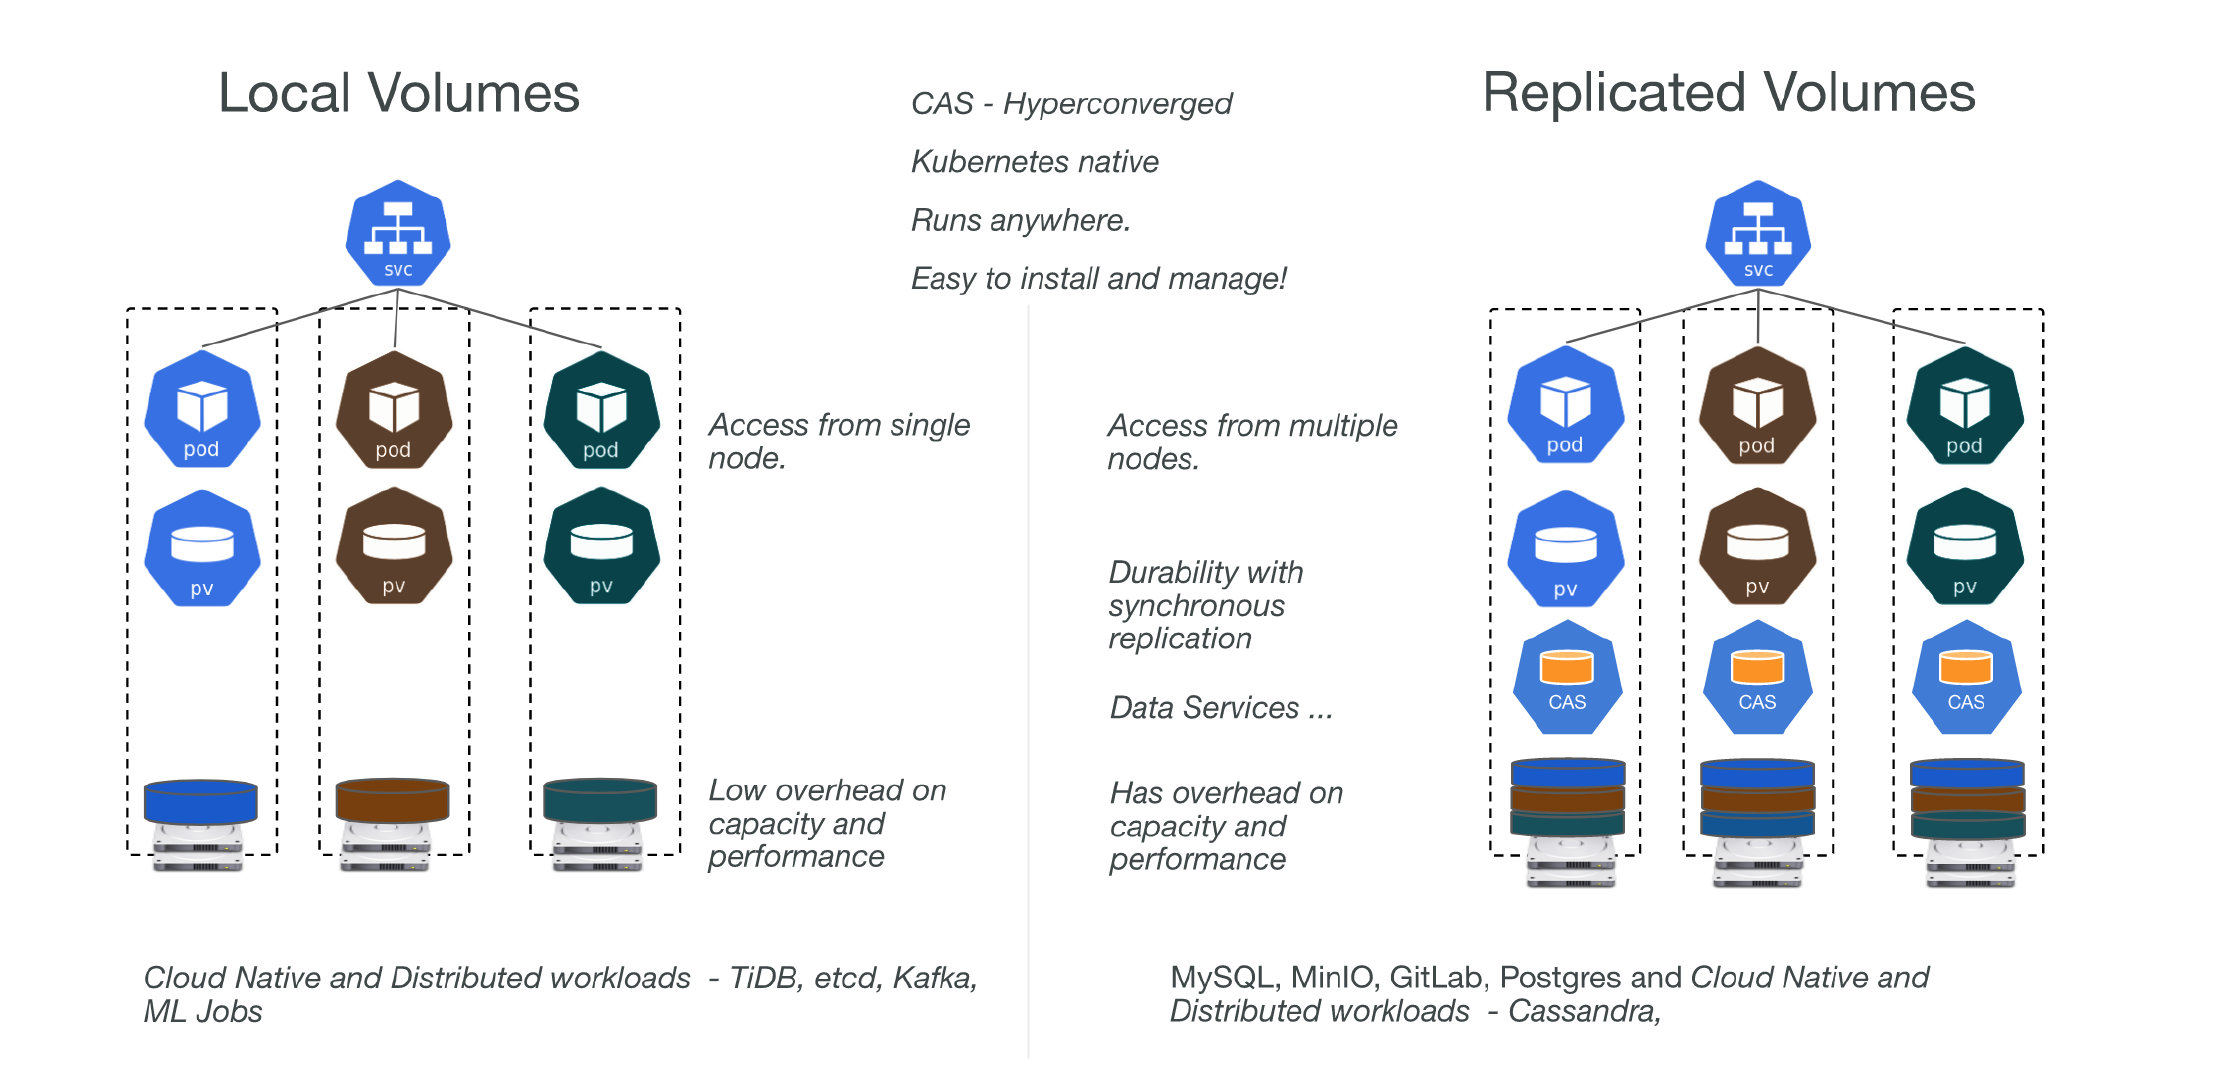 Local Volumes
CAS - Hyperconverged
Kubernetes native
Runs anywhere.
Easy to install and manage!
Replicated Volumes
svc
pod
pod
pod
pv
pv
pv
Access from single
node.
Low overhead on
capacity and
performance
Cloud Native and Distributed workloads - TiDB, etcd, Kafka,
ML Jobs
Access from multiple
nodes.
Durability with
synchronous
replication
Data Services ...
Has overhead on
capacity and
performance
svc
pod
pod
pod
pv
pv
pv
CAS
CAS
CAS
MySQL, MinIO, GitLab, Postgres and Cloud Native and
Distributed workloads - Cassandra,